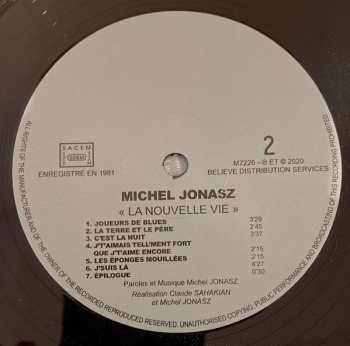 ALL RIGHTS OF THE MANUFACTURER AND OF THE OWNER OF THE RECORDED WORK RESERVED. UNAUTHORISED COPYING, PUBLIC PERFORMANCE AND BROADCASTING OF THIS RECORD PROHIBITED.
SACEM
2
ENREGISTRÉ EN 1981
M7226 - ℗ ET © 2020
BELIEVE DISTRIBUTION SERVICES
MICHEL JONASZ
« LA NOUVELLE VIE »
1. JOUEURS DE BLUES 3'29
2. LA TERRE ET LE PÈRE 2'45
3. C'EST LA NUIT 2'37
4. J'T'AIMAIS TELL'MENT FORT
QUE J'T'AIME ENCORE 2'15
5. LES ÉPONGES MOUILLÉES 2'15
6. J'SUIS LÀ 4'27
7. ÉPILOGUE 0'30
Paroles et Musique Michel JONASZ
Réalisation Claude SAHAKIAN
et Michel JONASZ